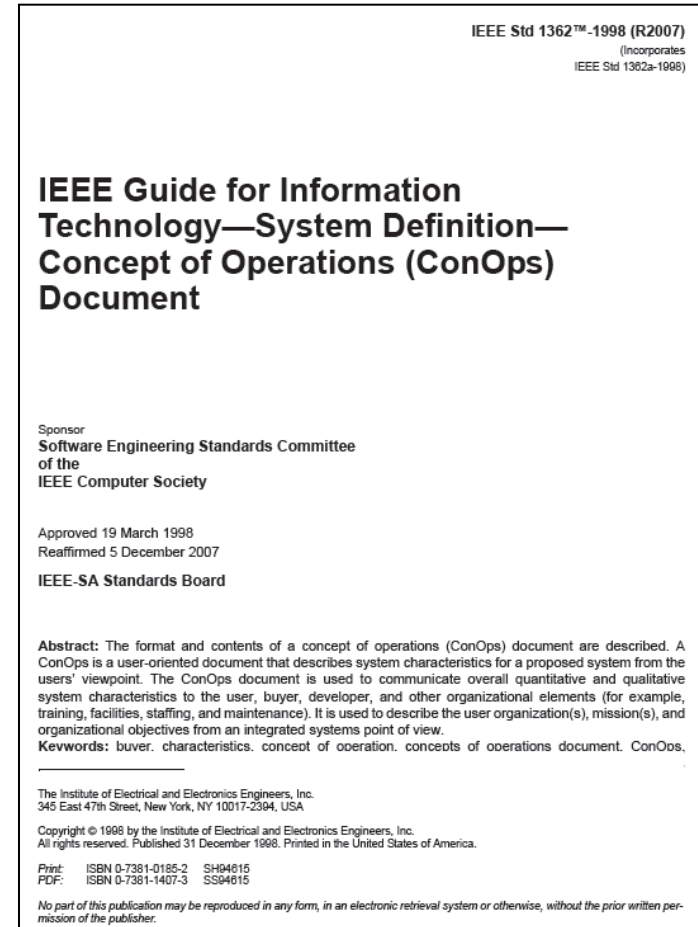 IEEE Std 1362™-1998 (R2007)
(Incorporates
IEEE Std 1362a-1998)
IEEE Guide for Information
Technology—System Definition—
Concept of Operations (ConOps)
Document
Sponsor
Software Engineering Standards Committee
of the
IEEE Computer Society
Approved 19 March 1998
Reaffirmed 5 December 2007
IEEE-SA Standards Board
Abstract: The format and contents of a concept of operations (ConOps) document are described. A
ConOps is a user-oriented document that describes system characteristics for a proposed system from the
users' viewpoint. The ConOps document is used to communicate overall quantitative and qualitative
system characteristics to the user, buyer, developer, and other organizational elements (for example,
training, facilities, staffing, and maintenance). It is used to describe the user organization(s), mission(s), and
organizational objectives from an integrated systems point of view.
Keywords: buyer, characteristics, concept of operation, concepts of operations document, ConOps,
The Institute of Electrical and Electronics Engineers, Inc.
345 East 47th Street, New York, NY 10017-2394, USA
Copyright © 1998 by the Institute of Electrical and Electronics Engineers, Inc.
All rights reserved. Published 31 December 1998. Printed in the United States of America.
Print: ISBN 0-7381-0185-2 SH94615
PDF: ISBN 0-7381-1407-3 SS94615
No part of this publication may be reproduced in any form, in an electronic retrieval system or otherwise, without the prior written per-
mission of the publisher.